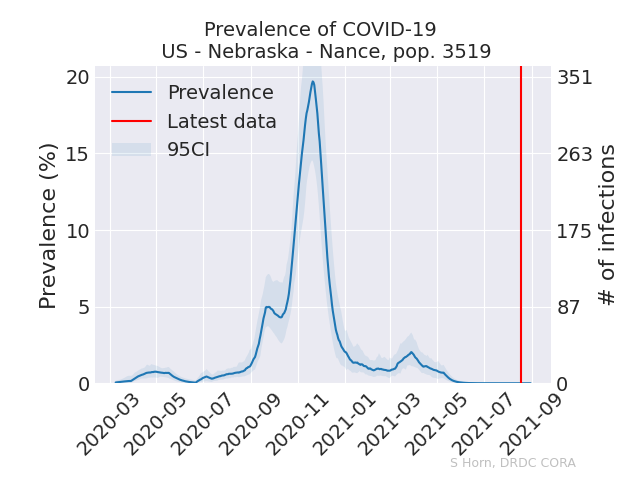 Prevalence of COVID-19
US - Nebraska - Nance, pop. 3519
Prevalence
Latest data
95CI
Prevalence (%)
20
15
10
5
0
351
263
175
87
0
# of infections
2020-03
2020-05
2020-07
2020-09
2020-11
2021-01
2021-03
2021-05
2021-07
2021-09
S Horn, DRDC CORA